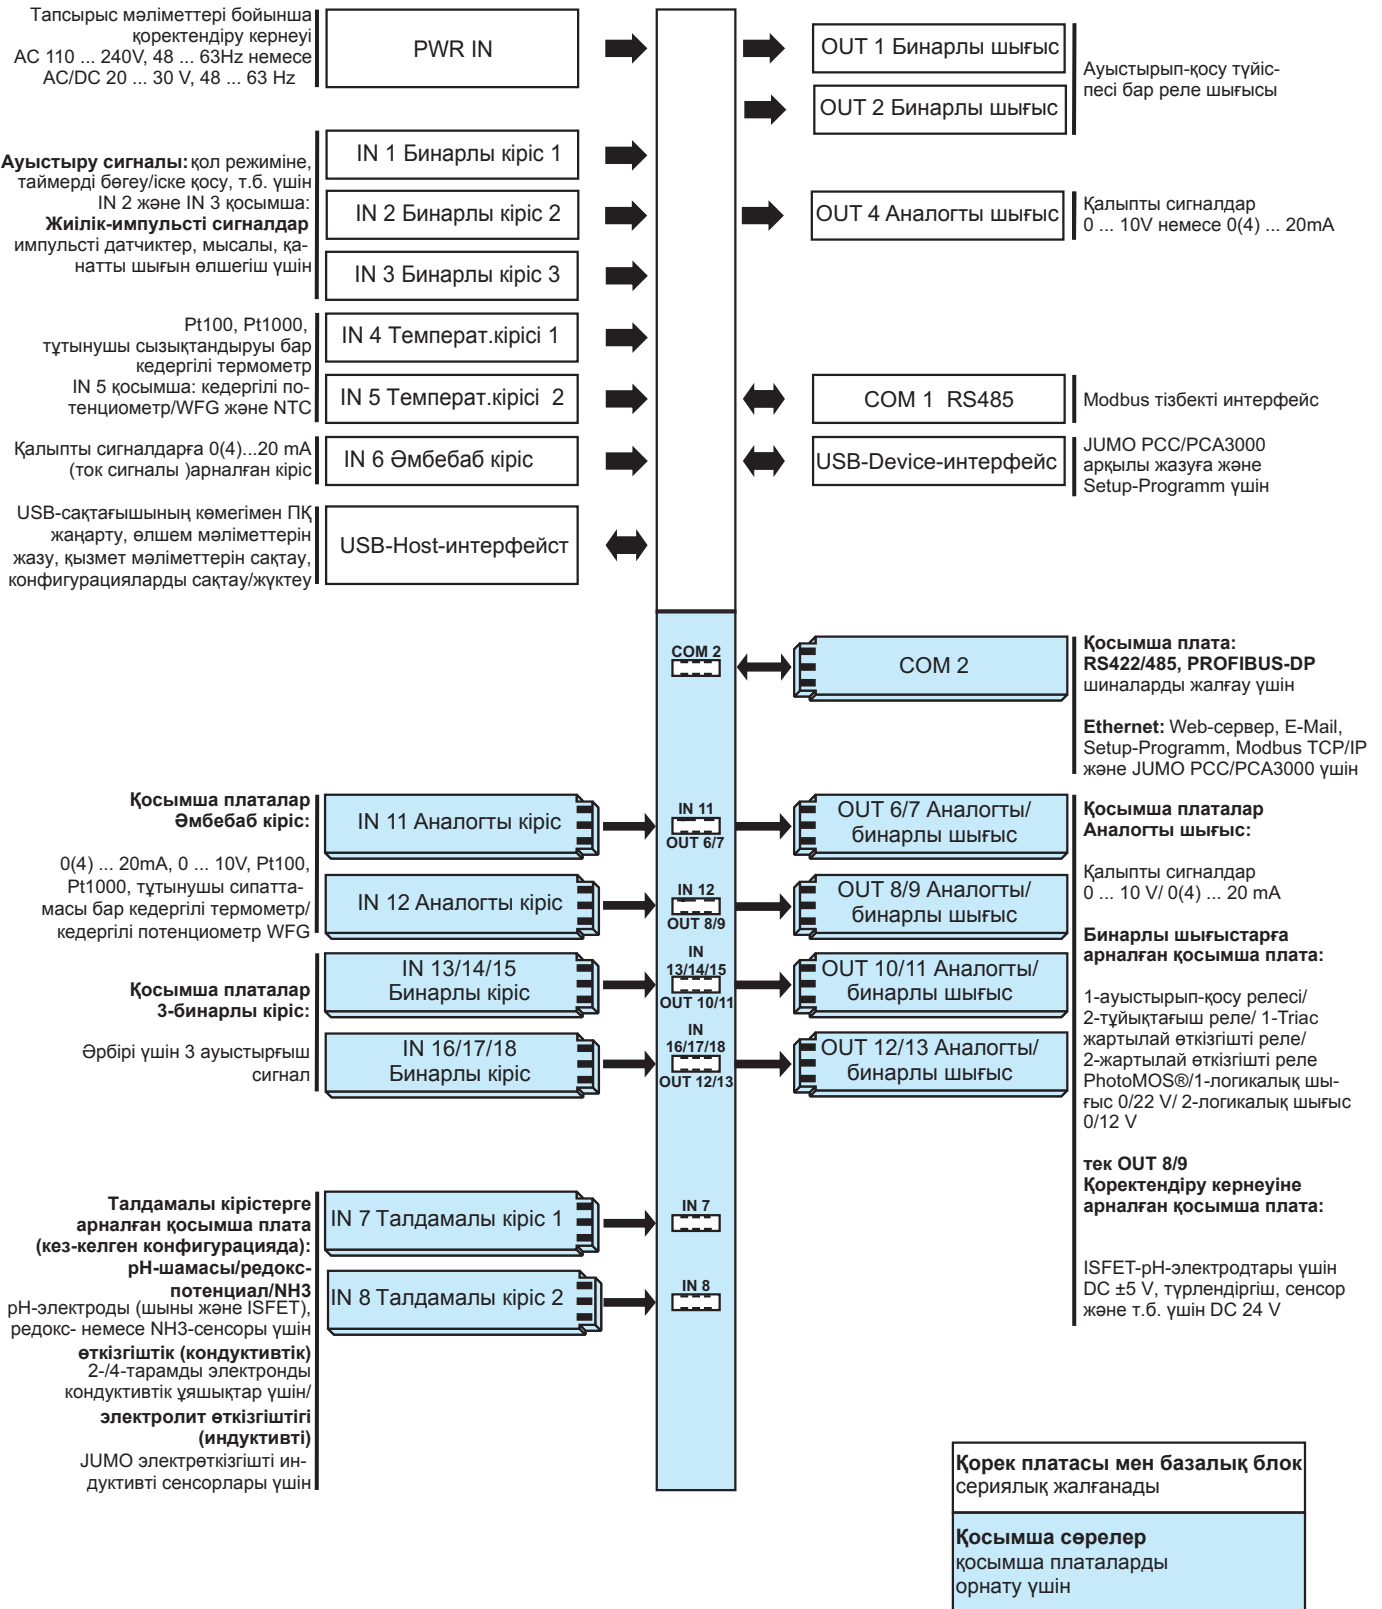 Тапсырыс мәліметтері бойынша
қоректендіру кернеуі
AC 110 ... 240V, 48 ... 63Hz немесе
AC/DC 20 ... 30 V, 48 ... 63 Hz
PWR IN
OUT 1 Бинарлы шығыс
OUT 2 Бинарлы шығыс
Ауыстырып-қосу түйіс-
песі бар реле шығысы
Ауыстыру сигналы: қол режиміне,
таймерді бөгеу/іске қосу, т.б. үшін
IN 2 және IN 3 қосымша:
Жиілік-импульсті сигналдар
импульсті датчиктер, мысалы, қа-
натты шығын өлшегіш үшін
IN 1 Бинарлы кіріс 1
IN 2 Бинарлы кіріс 2
IN 3 Бинарлы кіріс 3
OUT 4 Аналогты шығыс
Қалыпты сигналдар
0 ... 10V немесе 0(4) ... 20mA
Pt100, Pt1000,
тұтынушы сызықтандыруы бар
кедергілі термометр
IN 5 қосымша: кедергілі по-
тенциометр/WFG және NTC
IN 4 Температ.кірісі 1
IN 5 Температ.кірісі 2
COM 1 RS485
Modbus тізбекті интерфейс
Қалыпты сигналдарға 0(4)...20 mA
(ток сигналы )арналған кіріс
IN 6 Әмбебаб кіріс
USB-Device-интерфейс
JUMO PCC/PCA3000
арқылы жазуға және
Setup-Programm үшін
USB-сақтағышының көмегімен ПҚ
жаңарту, өлшем мәліметтерін
жазу, қызмет мәліметтерін сақтау,
конфигурацияларды сақтау/жүктеу
USB-Host-интерфейст
COM 2
COM 2
Қосымша плата:
RS422/485, PROFIBUS-DP
шиналарды жалғау үшін
Ethernet: Web-сервер, E-Mail,
Setup-Programm, Modbus TCP/IP
және JUMO PCC/PCA3000 үшін
Қосымша платалар
Әмбебаб кіріс:
0(4) ... 20mA, 0 ... 10V, Pt100,
Pt1000, тұтынушы сипатта-
масы бар кедергілі термометр/
кедергілі потенциометр WFG
IN 11 Аналогты кіріс
IN 12 Аналогты кіріс
IN 11
OUT 6/7
IN 12
OUT 8/9
OUT 6/7 Аналогты/
бинарлы шығыс
OUT 8/9 Аналогты/
бинарлы шығыс
Қосымша платалар
3-бинарлы кіріс:
Әрбірі үшін 3 ауыстырғыш
сигнал
IN 13/14/15
Бинарлы кіріс
IN 16/17/18
Бинарлы кіріс
IN
13/14/15
OUT 10/11
IN
16/17/18
OUT 12/13
OUT 10/11 Аналогты/
бинарлы шығыс
OUT 12/13 Аналогты/
бинарлы шығыс
Қосымша платалар
Аналогты шығыс:
Қалыпты сигналдар
0 ... 10 V/ 0(4) ... 20 mA
Бинарлы шығыстарға
арналған қосымша плата:
1-ауыстырып-қосу релесі/
2-тұйықтағыш реле/ 1-Triac
жартылай өткізгішті реле/
2-жартылай өткізгішті реле
PhotoMOS®/1-логикалық шы-
ғыс 0/22 V/ 2-логикалық шығыс
0/12 V
тек OUT 8/9
Қоректендіру кернеуіне
арналған қосымша плата:
ISFET-pH-электродтары үшін
DC ±5 V, түрлендіргіш, сенсор
және т.б. үшін DC 24 V
Талдамалы кірістерге
арналған қосымша плата
(кез-келген конфигурацияда):
pH-шамасы/редокс-
потенциал/NH3
pH-электроды (шыны және ISFET),
редокс- немесе NH3-сенсоры үшін
өткізгіштік (кондуктивтік)
2-/4-тарамды электронды
кондуктивтік ұяшықтар үшін/
электролит өткізгіштігі
(индуктивті)
JUMO электрөткізгішті ин-
дуктивті сенсорлары үшін
IN 7 Талдамалы кіріс 1
IN 8 Талдамалы кіріс 2
IN 7
IN 8
Қорек платасы мен базалық блок
сериялық жалғанады
Қосымша сөрелер
қосымша платаларды
орнату үшін